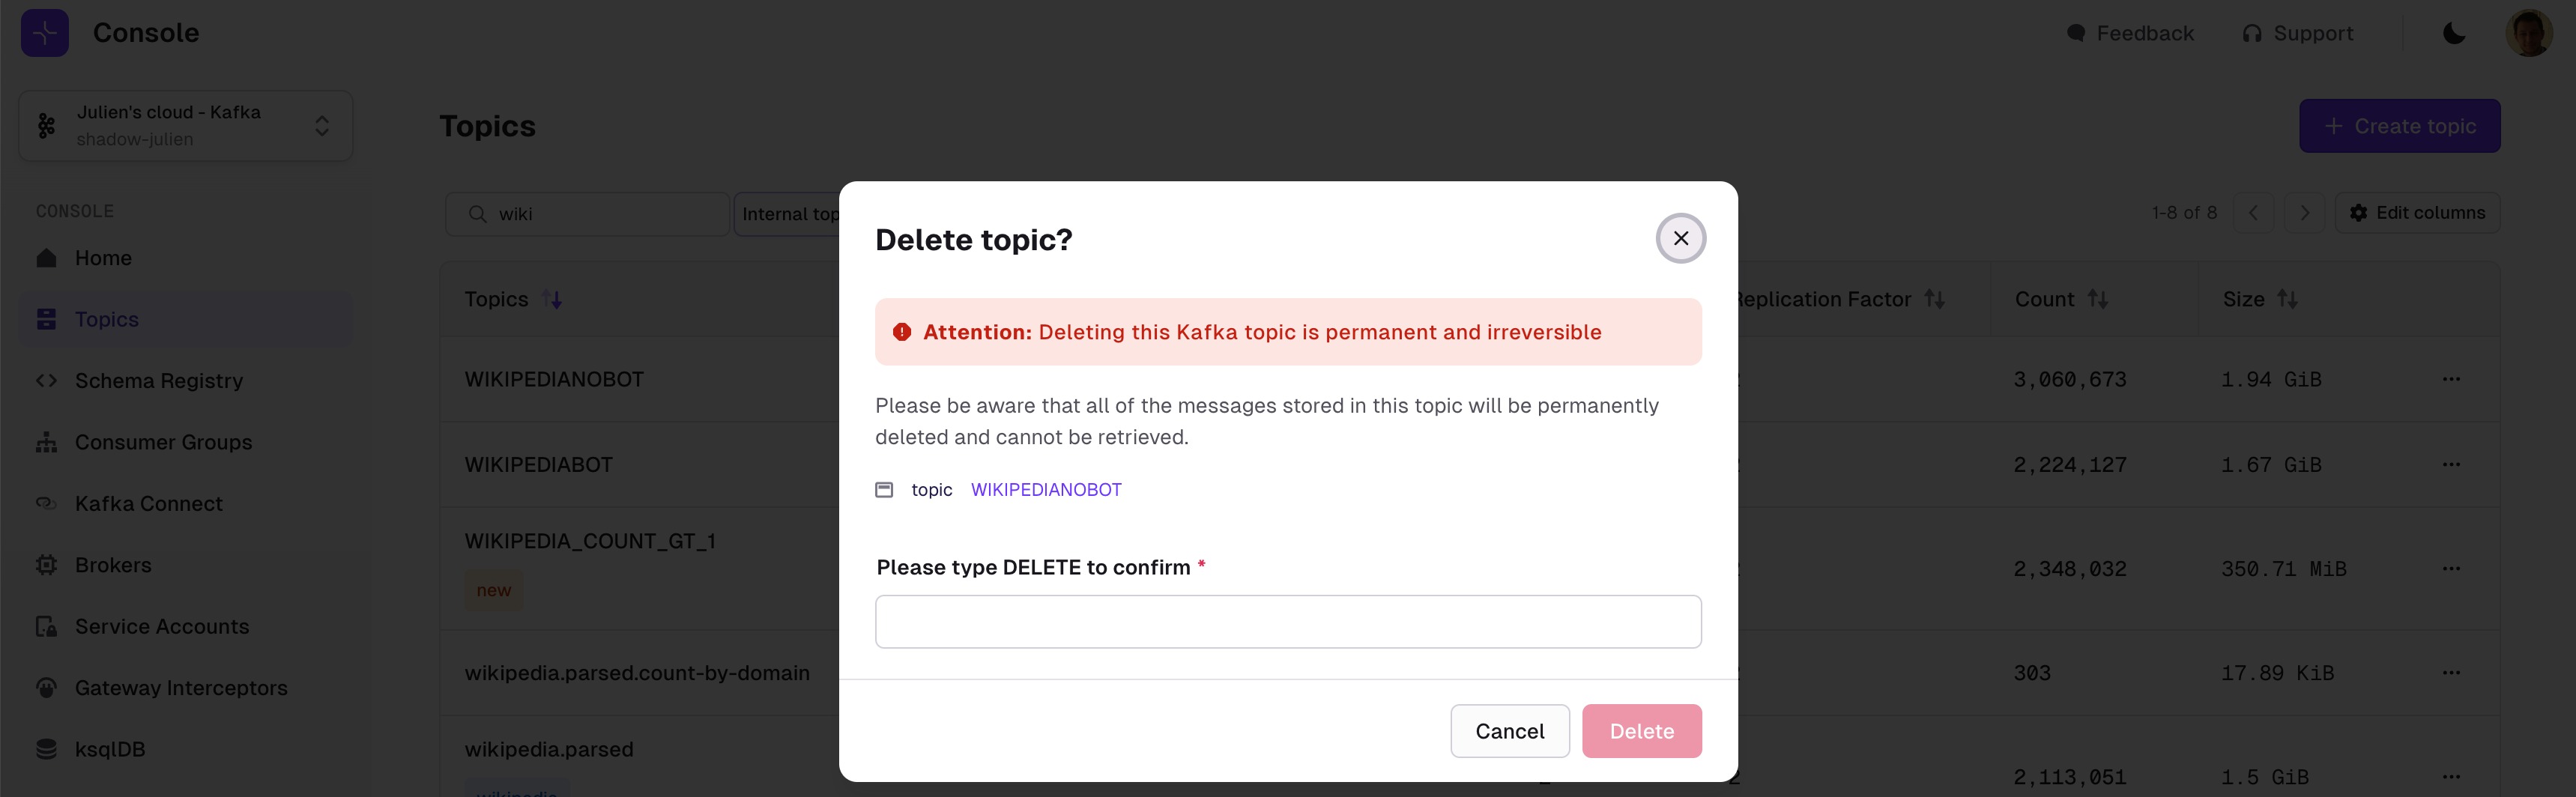 Console
Feedback
Support
Julien's cloud - Kafka
shadow-julien
CONSOLE
Home
Topics
Schema Registry
Consumer Groups
Kafka Connect
Brokers
Service Accounts
Gateway Interceptors
ksqlDB
Topics
+ Create topic
wiki
Internal top
1-8 of 8
Edit columns
Topics
Replication Factor
Count
Size
WIKIPEDIANOBOT
3,060,673
1.94 GiB
WIKIPEDIABOT
2,224,127
1.67 GiB
WIKIPEDIA_COUNT_GT_1
new
2,348,032
350.71 MiB
wikipedia.parsed.count-by-domain
303
17.89 KiB
wikipedia.parsed
2,113,051
1.5 GiB
Delete topic?
Attention: Deleting this Kafka topic is permanent and irreversible
Please be aware that all of the messages stored in this topic will be permanently
deleted and cannot be retrieved.
topic WIKIPEDIANOBOT
Please type DELETE to confirm *
Cancel
Delete